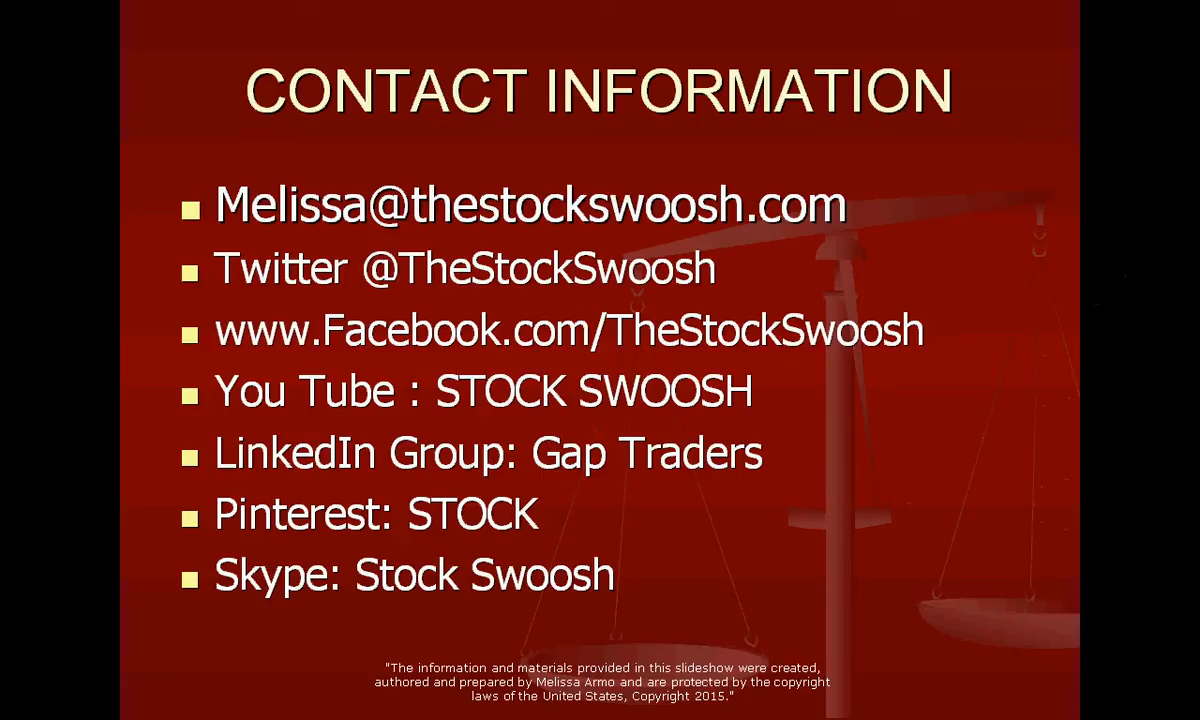 CONTACT INFORMATION
Melissa@thestockswoosh.com
Twitter @TheStockSwoosh
www.Facebook.com/TheStockSwoosh
You Tube : STOCK SWOOSH
LinkedIn Group: Gap Traders
Pinterest: STOCK
Skype: Stock Swoosh
"The information and materials provided in this slideshow were created,
authored and prepared by Melissa Armo and are protected by the copyright
laws of the United States, Copyright 2015."